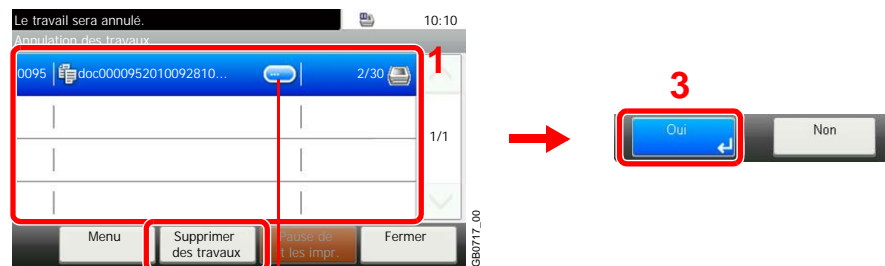 Le travail sera annulé.
10:10
Annulation des travaux
1
0095
doc0000952010092810...
...
2/30
1/1
Menu
Supprimer
des travaux
Pause de
t les impr.
Fermer
GB0717_00
3
Oui
Non